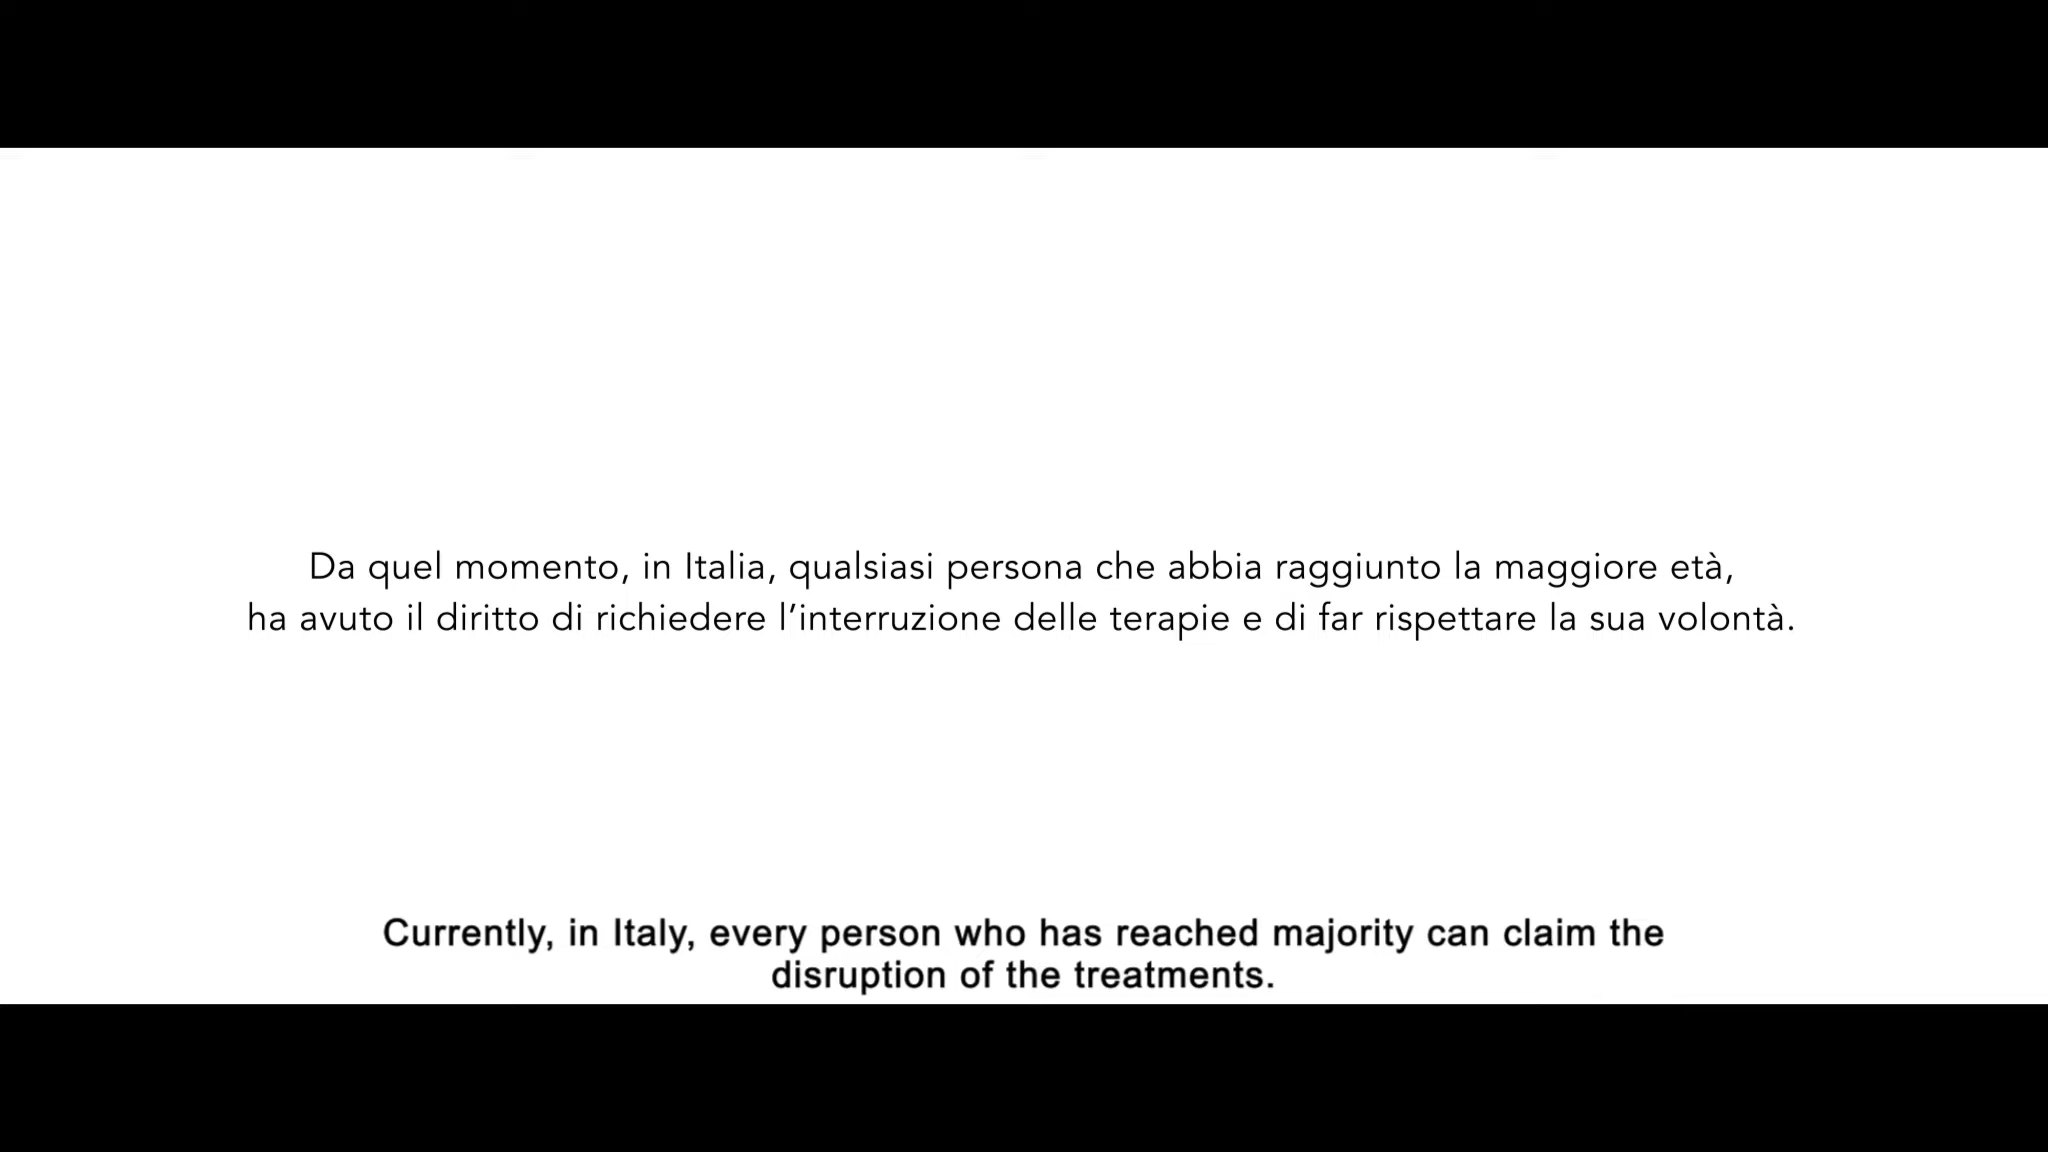 Da quel momento, in Italia, qualsiasi persona che abbia raggiunto la maggiore età,
ha avuto il diritto di richiedere l’interruzione delle terapie e di far rispettare la sua volontà.
Currently, in Italy, every person who has reached majority can claim the
disruption of the treatments.